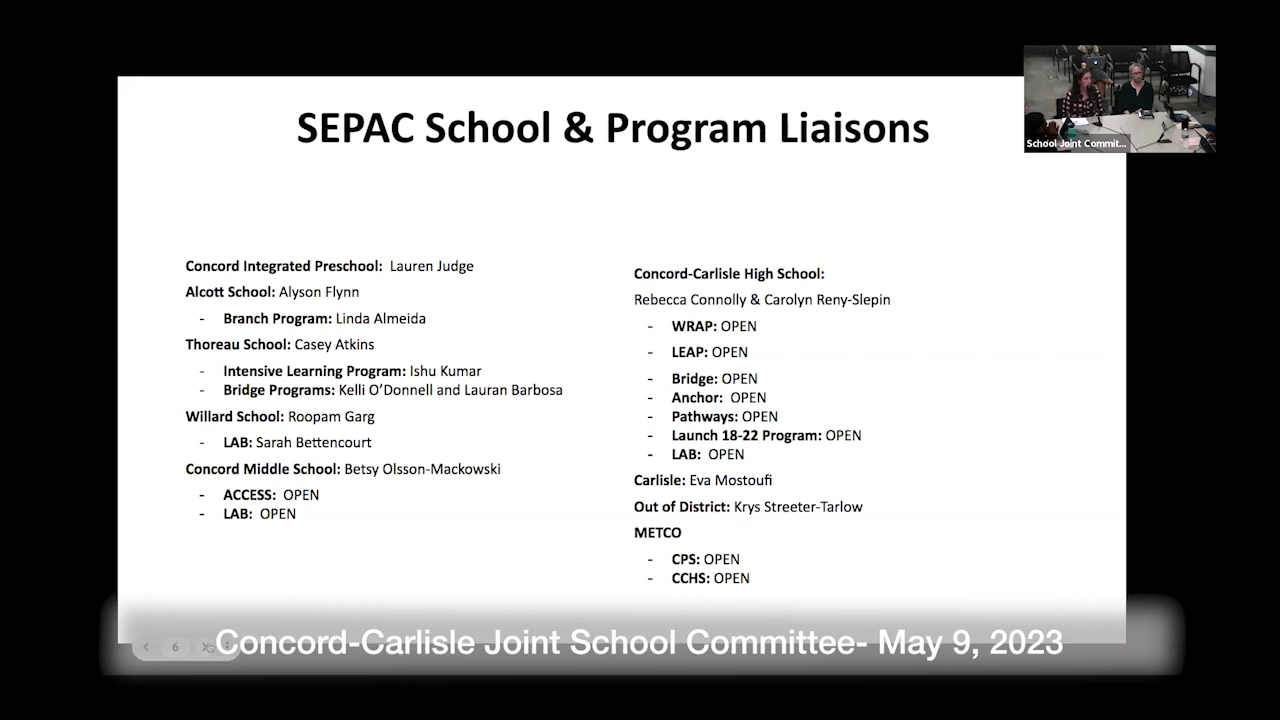 SEPAC School & Program Liaisons
School Joint Commit...
Concord Integrated Preschool: Lauren Judge
Alcott School: Alyson Flynn
- Branch Program: Linda Almeida
Thoreau School: Casey Atkins
- Intensive Learning Program: Ishu Kumar
- Bridge Programs: Kelli O’Donnell and Lauran Barbosa
Willard School: Roopam Garg
- LAB: Sarah Bettencourt
Concord Middle School: Betsy Olsson-Mackowski
- ACCESS: OPEN
- LAB: OPEN
Concord-Carlisle High School:
Rebecca Connolly & Carolyn Reny-Slepin
- WRAP: OPEN
- LEAP: OPEN
- Bridge: OPEN
- Anchor: OPEN
- Pathways: OPEN
- Launch 18-22 Program: OPEN
- LAB: OPEN
Carlisle: Eva Mostoufi
Out of District: Krys Streeter-Tarlow
METCO
- CPS: OPEN
- CCHS: OPEN
6
Concord-Carlisle Joint School Committee- May 9, 2023